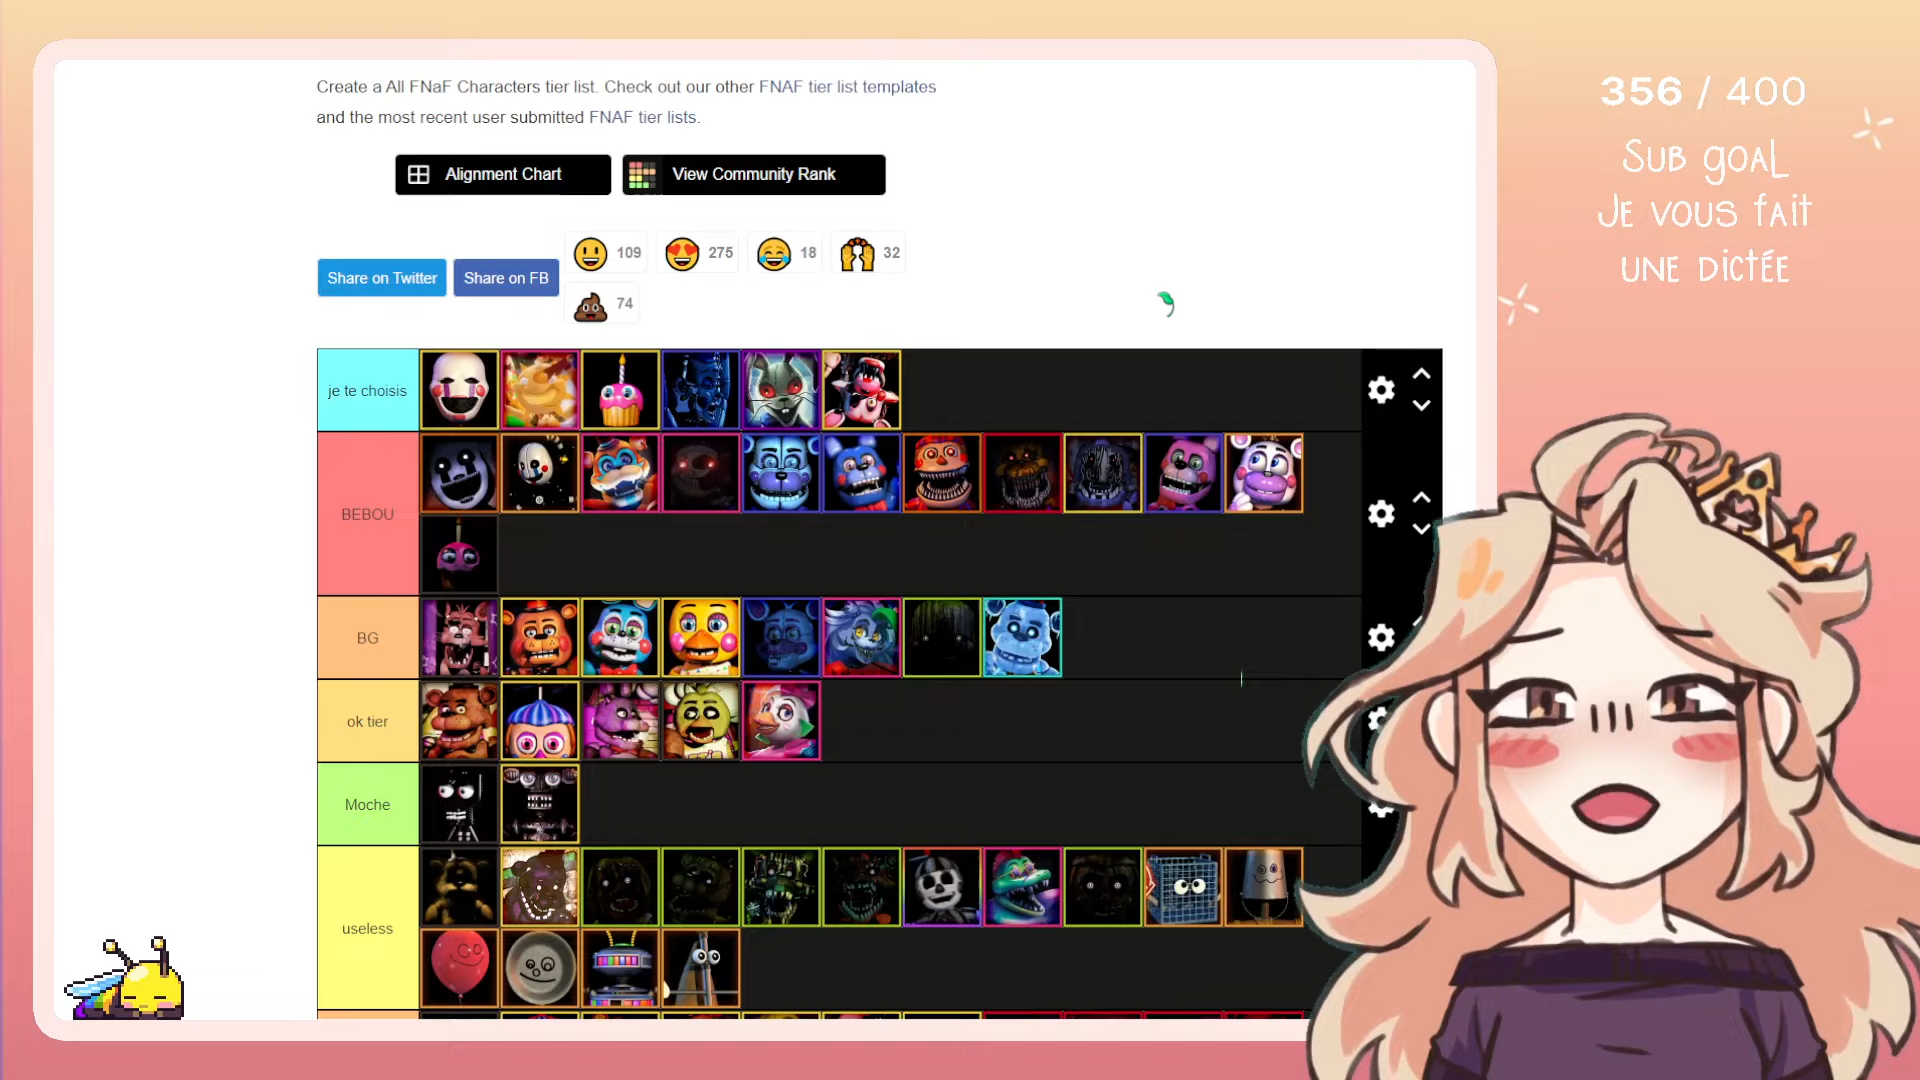 Create a All FNaF Characters tier list. Check out our other FNAF tier list templates
and the most recent user submitted FNAF tier lists.
Alignment Chart
View Community Rank
Share on Twitter
Share on FB
109
275
18
32
74
je te choisis
BEBOU
BG
ok tier
Moche
useless
356 / 400
SUB GOAL
JE VOUS FAIT
UNE DICTÉE